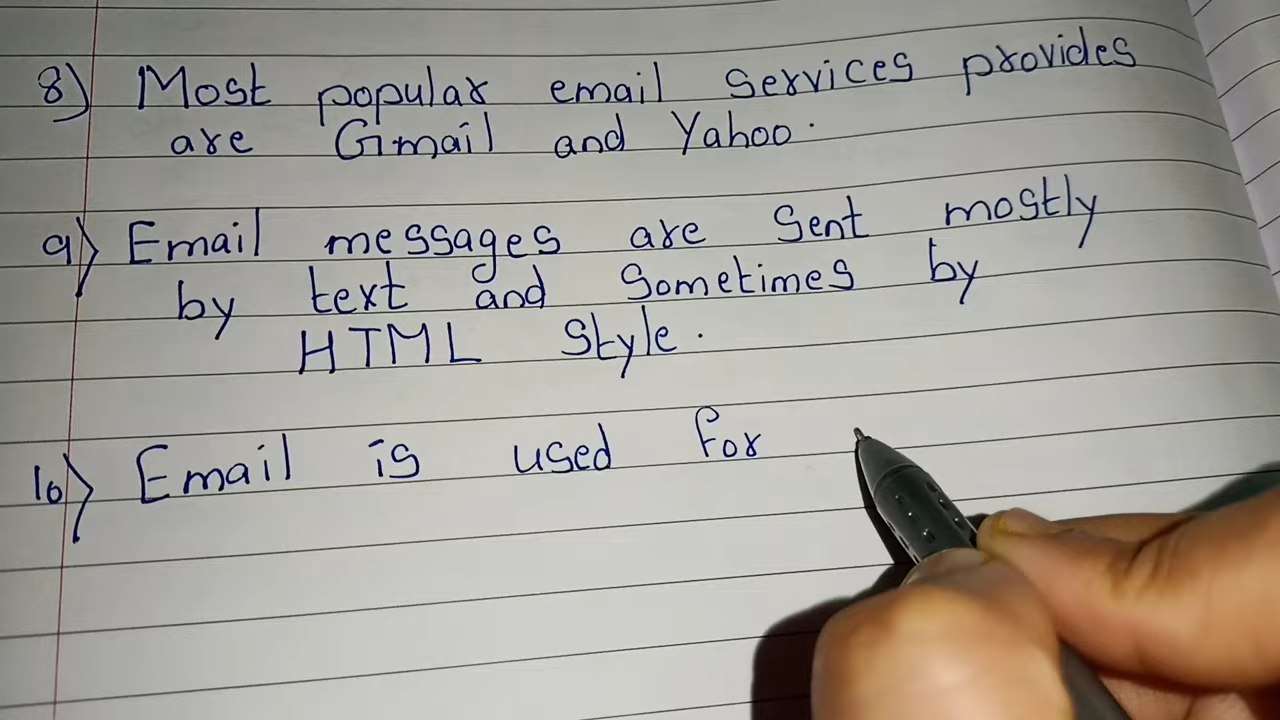 8) Most popular email services provides
are Gmail and Yahoo.
9) Email messages are sent mostly
by text and sometimes by
HTML style.
10) Email is used for